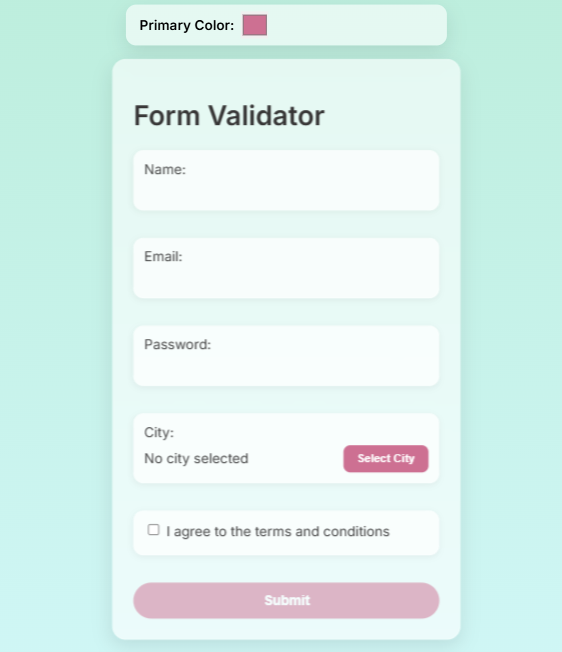 Primary Color:
Form Validator
Name:
Email:
Password:
City:
No city selected
Select City
I agree to the terms and conditions
Submit